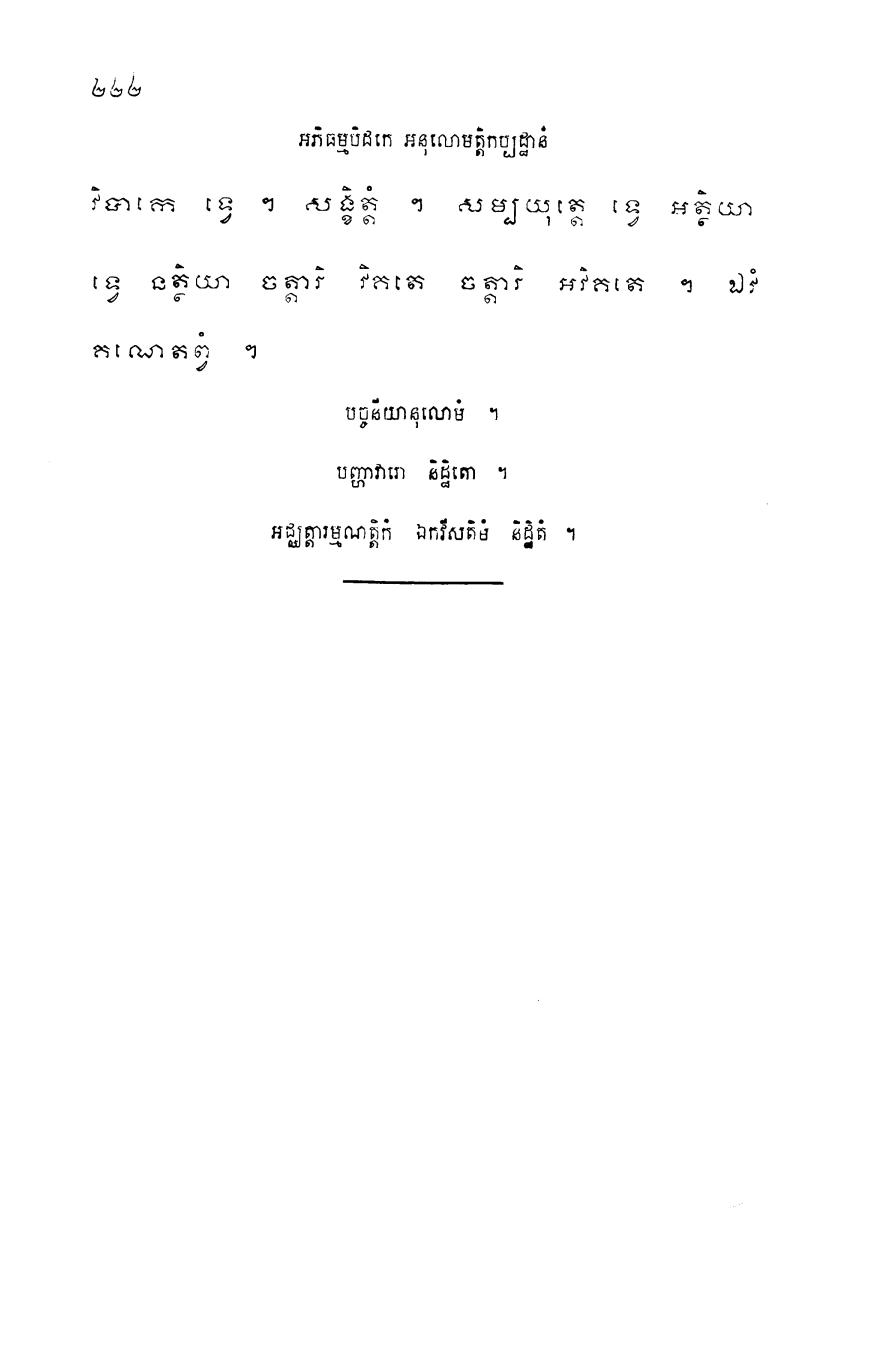 ២២២
អភិធម្មបិដកេ អនុលោមត្តិកប្បដ្ឋានំ
វិបាកេ ទ្វេ ។ សង្ខិត្តំ ។ សម្បយុត្តេ ទ្វេ អត្ថិយា
ទ្វេ នត្ថិយា ចត្តារិ វិគតេ ចត្តារិ អវិគតេ ។ ឯវំ
គណេតព្វំ ។
បច្ចនីយានុលោមំ ។
បញ្ហាវារោ និដ្ឋិតោ ។
អជ្ឈត្តារម្មណត្តិកំ ឯកវីសតិមំ និដ្ឋិតំ ។